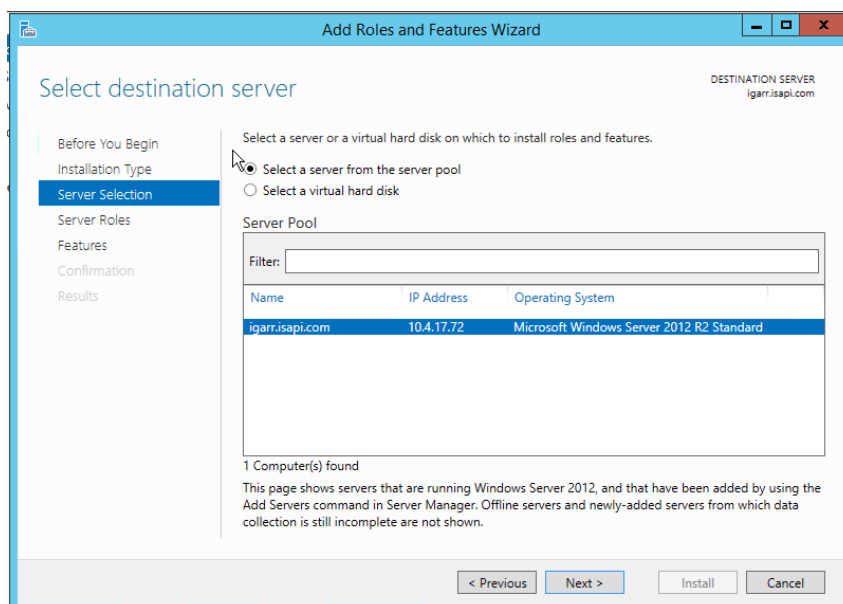 Add Roles and Features Wizard
Select destination server
DESTINATION SERVER
igarr.isapi.com
Before You Begin
Installation Type
Server Selection
Server Roles
Features
Confirmation
Results
Select a server or a virtual hard disk on which to install roles and features.
Select a server from the server pool
Select a virtual hard disk
Server Pool
Filter:
Name IP Address Operating System
igarr.isapi.com 10.4.17.72 Microsoft Windows Server 2012 R2 Standard
1 Computer(s) found
This page shows servers that are running Windows Server 2012, and that have been added by using the
Add Servers command in Server Manager. Offline servers and newly-added servers from which data
collection is still incomplete are not shown.
< Previous Next > Install Cancel